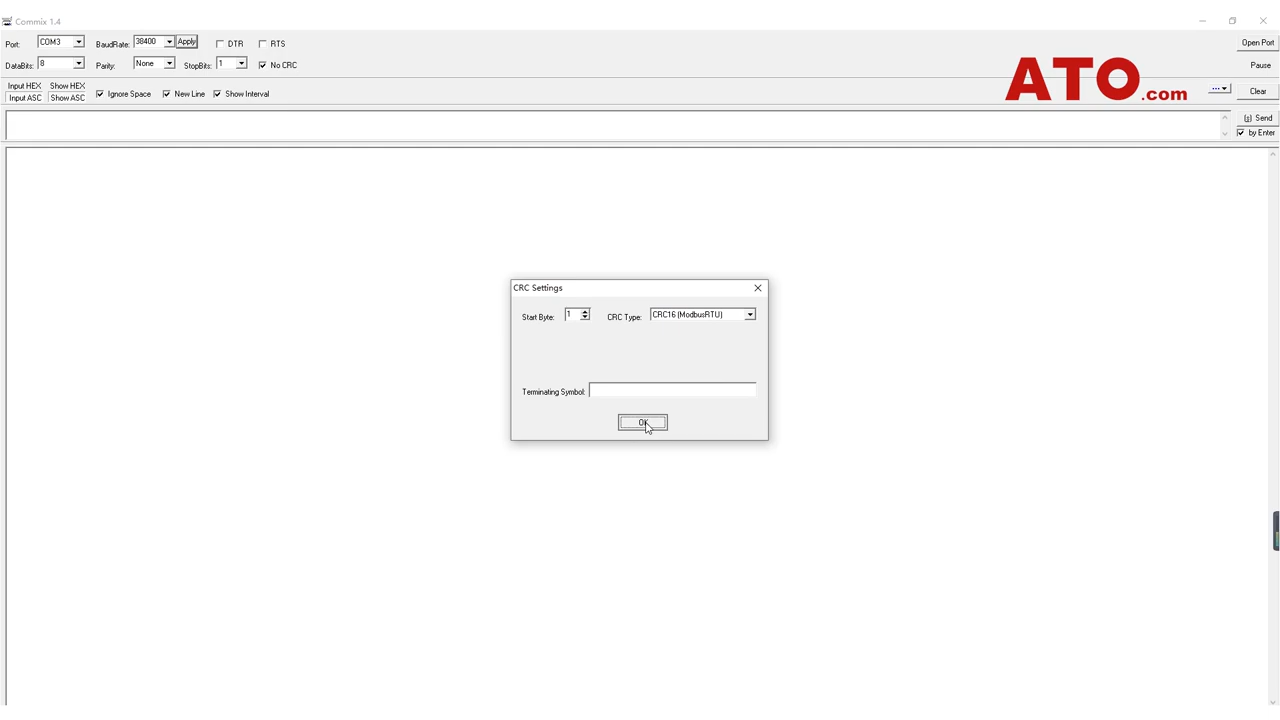 Commix 1.4
Port: COM3 BaudRate: 38400 Apply DTR RTS Open Port
DataBits: 8 Parity: None StopBits: 1 No CRC Pause
Input HEX Show HEX
Input ASC Show ASC Ignore Space New Line Show Interval ... Clear
ATO.com
(s) Send
by Enter
CRC Settings
Start Byte: 1 CRC Type: CRC16 (ModbusRTU)
Terminating Symbol:
OK